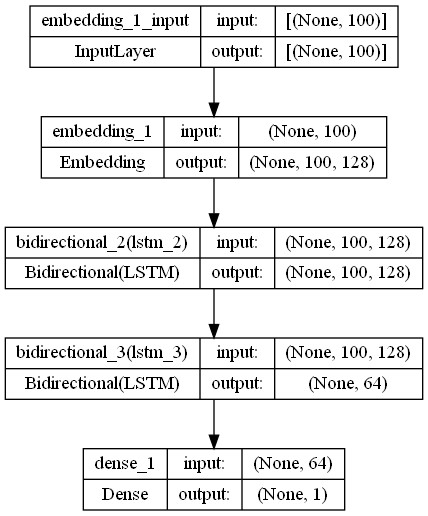 embedding_1_input input: [(None, 100)]
InputLayer output: [(None, 100)]
embedding_1 input: (None, 100)
Embedding output: (None, 100, 128)
bidirectional_2(lstm_2) input: (None, 100, 128)
Bidirectional(LSTM) output: (None, 100, 128)
bidirectional_3(lstm_3) input: (None, 100, 128)
Bidirectional(LSTM) output: (None, 64)
dense_1 input: (None, 64)
Dense output: (None, 1)